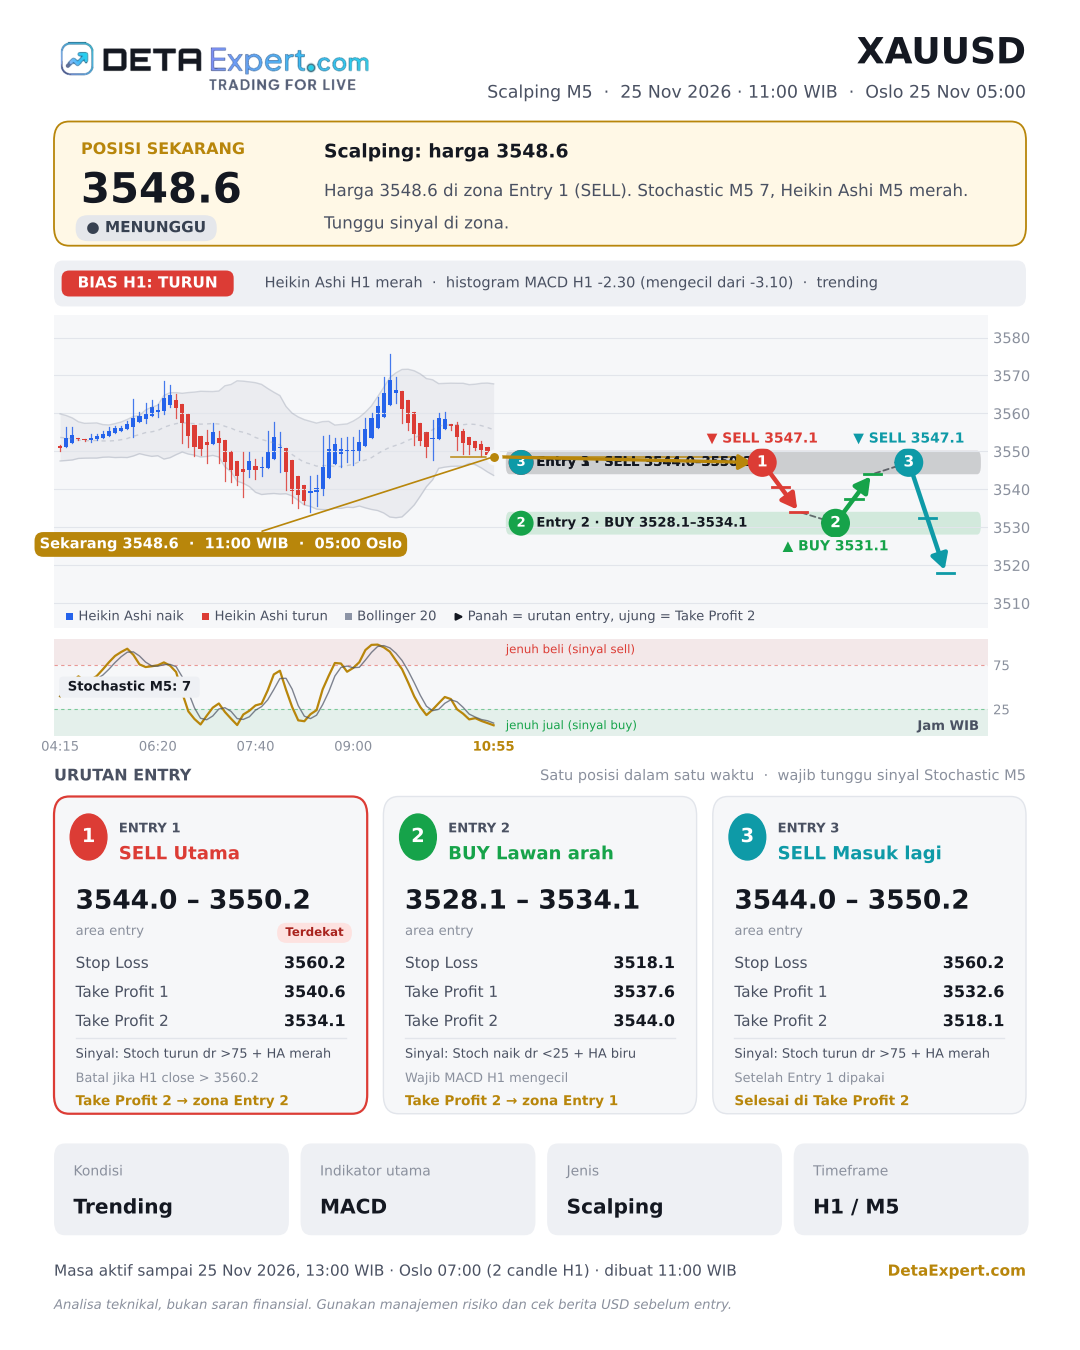 DETA Expert.com
TRADING FOR LIVE
XAUUSD
Scalping M5 · 25 Nov 2026 · 11:00 WIB · Oslo 25 Nov 05:00
POSISI SEKARANG
3548.6
● MENUNGGU
Scalping: harga 3548.6
Harga 3548.6 di zona Entry 1 (SELL). Stochastic M5 7, Heikin Ashi M5 merah.
Tunggu sinyal di zona.
BIAS H1: TURUN
Heikin Ashi H1 merah · histogram MACD H1 -2.30 (mengecil dari -3.10) · trending
3580
3570
3560
3550
3540
3530
3520
3510
▼ SELL 3547.1
▼ SELL 3547.1
3 Entry 3 · SELL 3544.0–3550.2
1
3
2 Entry 2 · BUY 3528.1–3534.1
2
▲ BUY 3531.1
Sekarang 3548.6 · 11:00 WIB · 05:00 Oslo
Heikin Ashi naik
Heikin Ashi turun
Bollinger 20
Panah = urutan entry, ujung = Take Profit 2
jenuh beli (sinyal sell)
75
Stochastic M5: 7
25
jenuh jual (sinyal buy)
Jam WIB
04:15
06:20
07:40
09:00
10:55
URUTAN ENTRY
Satu posisi dalam satu waktu · wajib tunggu sinyal Stochastic M5
1
ENTRY 1
SELL Utama
3544.0 – 3550.2
area entry
Terdekat
Stop Loss 3560.2
Take Profit 1 3540.6
Take Profit 2 3534.1
Sinyal: Stoch turun dr >75 + HA merah
Batal jika H1 close > 3560.2
Take Profit 2 → zona Entry 2
2
ENTRY 2
BUY Lawan arah
3528.1 – 3534.1
area entry
Stop Loss 3518.1
Take Profit 1 3537.6
Take Profit 2 3544.0
Sinyal: Stoch naik dr <25 + HA biru
Wajib MACD H1 mengecil
Take Profit 2 → zona Entry 1
3
ENTRY 3
SELL Masuk lagi
3544.0 – 3550.2
area entry
Stop Loss 3560.2
Take Profit 1 3532.6
Take Profit 2 3518.1
Sinyal: Stoch turun dr >75 + HA merah
Setelah Entry 1 dipakai
Selesai di Take Profit 2
Kondisi
Trending
Indikator utama
MACD
Jenis
Scalping
Timeframe
H1 / M5
Masa aktif sampai 25 Nov 2026, 13:00 WIB · Oslo 07:00 (2 candle H1) · dibuat 11:00 WIB
DetaExpert.com
Analisa teknikal, bukan saran finansial. Gunakan manajemen risiko dan cek berita USD sebelum entry.